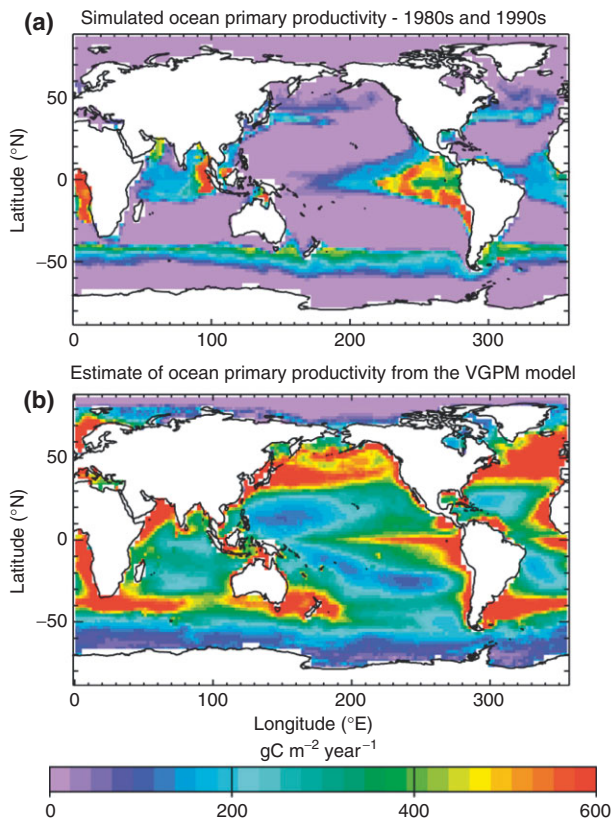 (a) Simulated ocean primary productivity - 1980s and 1990s
Latitude (°N)
50
0
−50
0 100 200 300
Estimate of ocean primary productivity from the VGPM model
(b)
Latitude (°N)
50
0
−50
0 100 200 300
Longitude (°E)
gC m⁻² year⁻¹
0 200 400 600